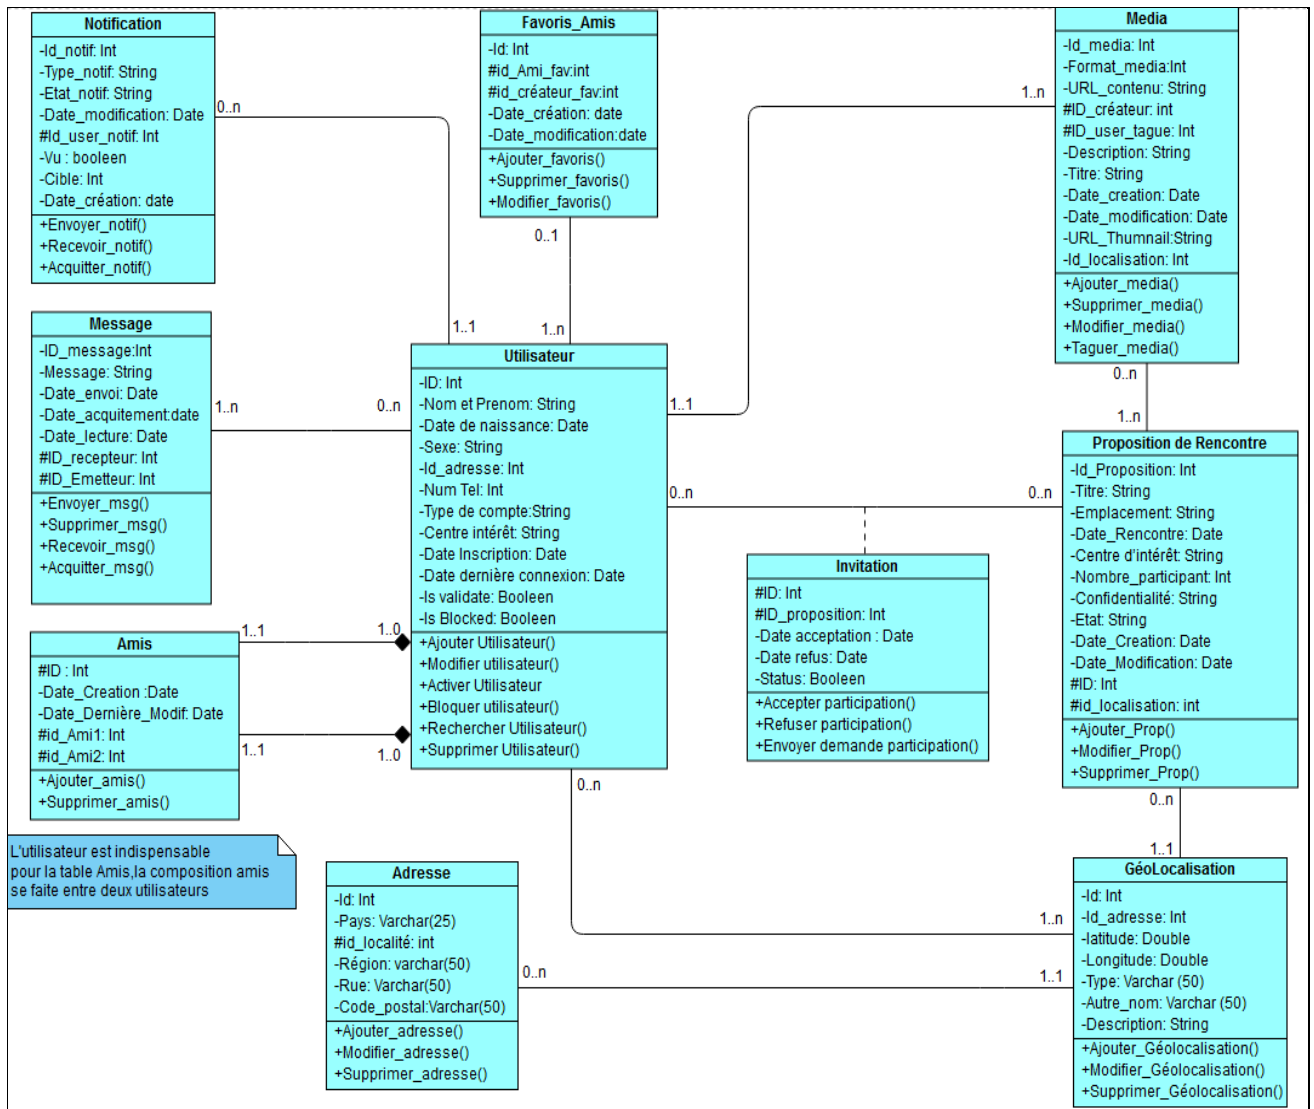 Notification
-Id_notif: Int
-Type_notif: String
-Etat_notif: String
-Date_modification: Date
#Id_user_notif: Int
-Vu : booleen
-Cible: Int
-Date_création: date
+Envoyer_notif()
+Recevoir_notif()
+Acquitter_notif()
0..n
1..1
Favoris_Amis
-Id: Int
#id_Ami_fav:int
#id_créateur_fav:int
-Date_création: date
-Date_modification:date
+Ajouter_favoris()
+Supprimer_favoris()
+Modifier_favoris()
0..1
1..n
Media
-Id_media: Int
-Format_media:Int
-URL_contenu: String
#ID_créateur: int
#ID_user_tague: Int
-Description: String
-Titre: String
-Date_creation: Date
-Date_modification: Date
-URL_Thumnail:String
-Id_localisation: Int
+Ajouter_media()
+Supprimer_media()
+Modifier_media()
+Taguer_media()
1..n
1..1
0..n
1..n
Message
-ID_message:Int
-Message: String
-Date_envoi: Date
-Date_acquitement:date
-Date_lecture: Date
#ID_recepteur: Int
#ID_Emetteur: Int
+Envoyer_msg()
+Supprimer_msg()
+Recevoir_msg()
+Acquitter_msg()
1..n
0..n
Utilisateur
-ID: Int
-Nom et Prenom: String
-Date de naissance: Date
-Sexe: String
-Id_adresse: Int
-Num Tel: Int
-Type de compte:String
-Centre intérêt: String
-Date Inscription: Date
-Date dernière connexion: Date
-Is validate: Booleen
-Is Blocked: Booleen
+Ajouter Utilisateur()
+Modifier utilisateur()
+Activer Utilisateur
+Bloquer utilisateur()
+Rechercher Utilisateur()
+Supprimer Utilisateur()
0..n
0..n
Proposition de Rencontre
-Id_Proposition: Int
-Titre: String
-Emplacement: String
-Date_Rencontre: Date
-Centre d'intérêt: String
-Nombre_participant: Int
-Confidentialité: String
-Etat: String
-Date_Creation: Date
-Date_Modification: Date
#ID: Int
#id_localisation: int
+Ajouter_Prop()
+Modifier_Prop()
+Supprimer_Prop()
Invitation
#ID: Int
#ID_proposition: Int
-Date acceptation : Date
-Date refus: Date
-Status: Booleen
+Accepter participation()
+Refuser participation()
+Envoyer demande participation()
Amis
#ID : Int
-Date_Creation :Date
-Date_Dernière_Modif: Date
#id_Ami1: Int
#id_Ami2: Int
+Ajouter_amis()
+Supprimer_amis()
1..1
1..0
1..1
1..0
0..n
0..n
1..1
L'utilisateur est indispensable
pour la table Amis,la composition amis
se faite entre deux utilisateurs
Adresse
-Id: Int
-Pays: Varchar(25)
#id_localité: int
-Région: varchar(50)
-Rue: Varchar(50)
-Code_postal:Varchar(50)
+Ajouter_adresse()
+Modifier_adresse()
+Supprimer_adresse()
0..n
1..n
1..1
GéoLocalisation
-Id: Int
-Id_adresse: Int
-latitude: Double
-Longitude: Double
-Type: Varchar (50)
-Autre_nom: Varchar (50)
-Description: String
+Ajouter_Géolocalisation()
+Modifier_Géolocalisation()
+Supprimer_Géolocalisation()